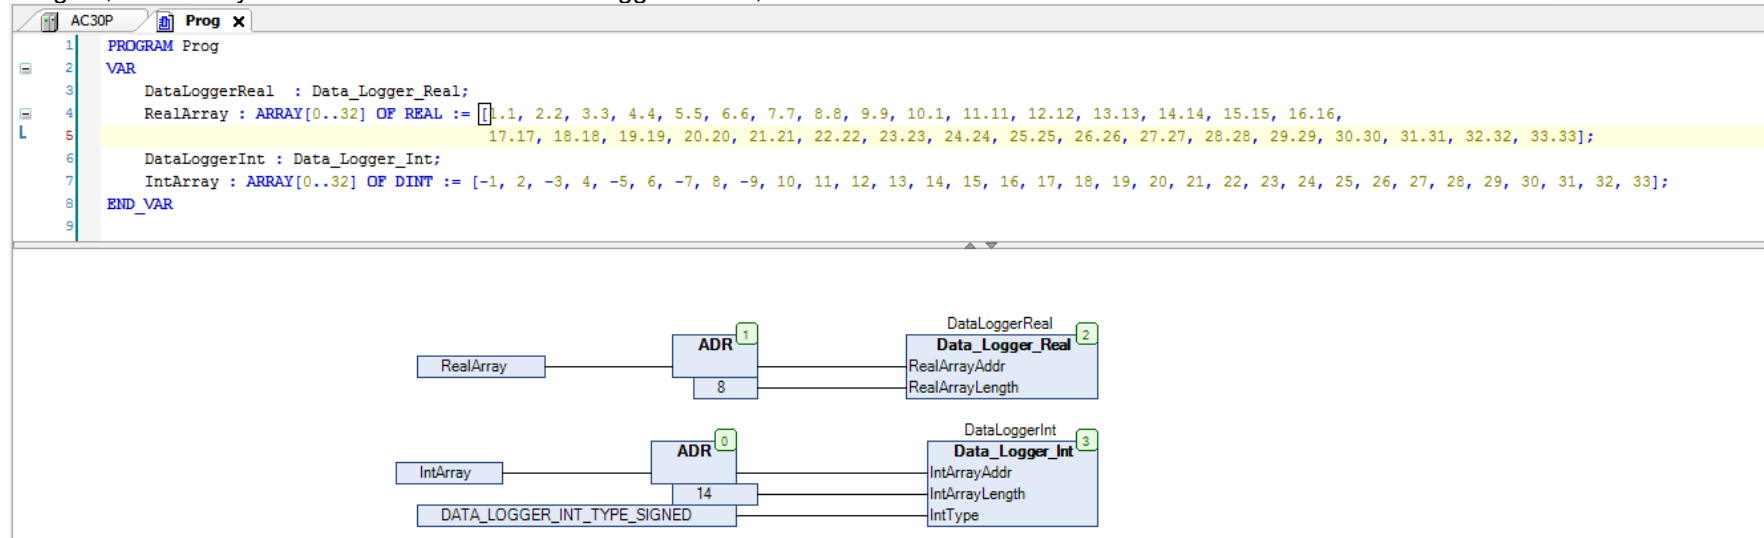 AC30P
Prog
1 PROGRAM Prog
2 VAR
3 DataLoggerReal : Data_Logger_Real;
4 RealArray : ARRAY[0..32] OF REAL := [1.1, 2.2, 3.3, 4.4, 5.5, 6.6, 7.7, 8.8, 9.9, 10.1, 11.11, 12.12, 13.13, 14.14, 15.15, 16.16,
5 17.17, 18.18, 19.19, 20.20, 21.21, 22.22, 23.23, 24.24, 25.25, 26.26, 27.27, 28.28, 29.29, 30.30, 31.31, 32.32, 33.33];
6 DataLoggerInt : Data_Logger_Int;
7 IntArray : ARRAY[0..32] OF DINT := [-1, 2, -3, 4, -5, 6, -7, 8, -9, 10, 11, 12, 13, 14, 15, 16, 17, 18, 19, 20, 21, 22, 23, 24, 25, 26, 27, 28, 29, 30, 31, 32, 33];
8 END_VAR
9
DataLoggerReal
ADR 1
Data_Logger_Real 2
RealArray
RealArrayAddr
8
RealArrayLength
DataLoggerInt
ADR 0
Data_Logger_Int 3
IntArray
IntArrayAddr
14
IntArrayLength
DATA_LOGGER_INT_TYPE_SIGNED
IntType